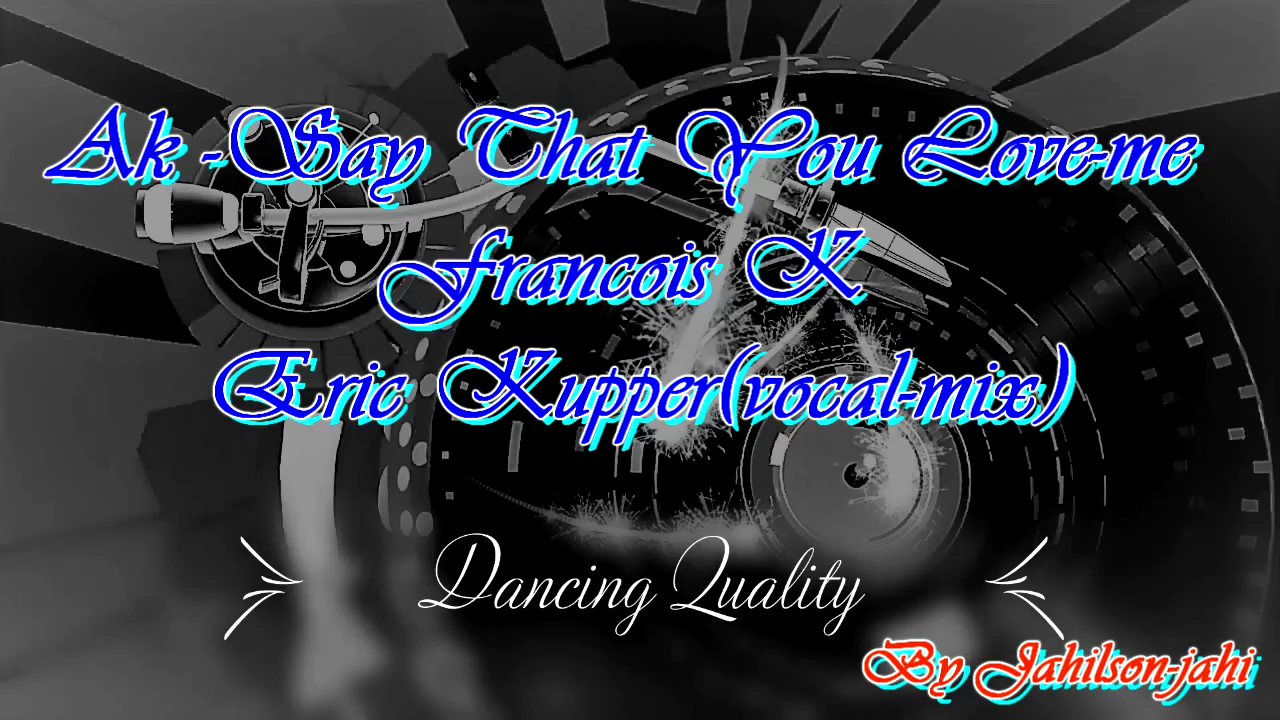 Ak -Say That You Love-me
Francois K
Eric Kupper(vocal-mix)
Dancing Quality
By Jahilson-jahi